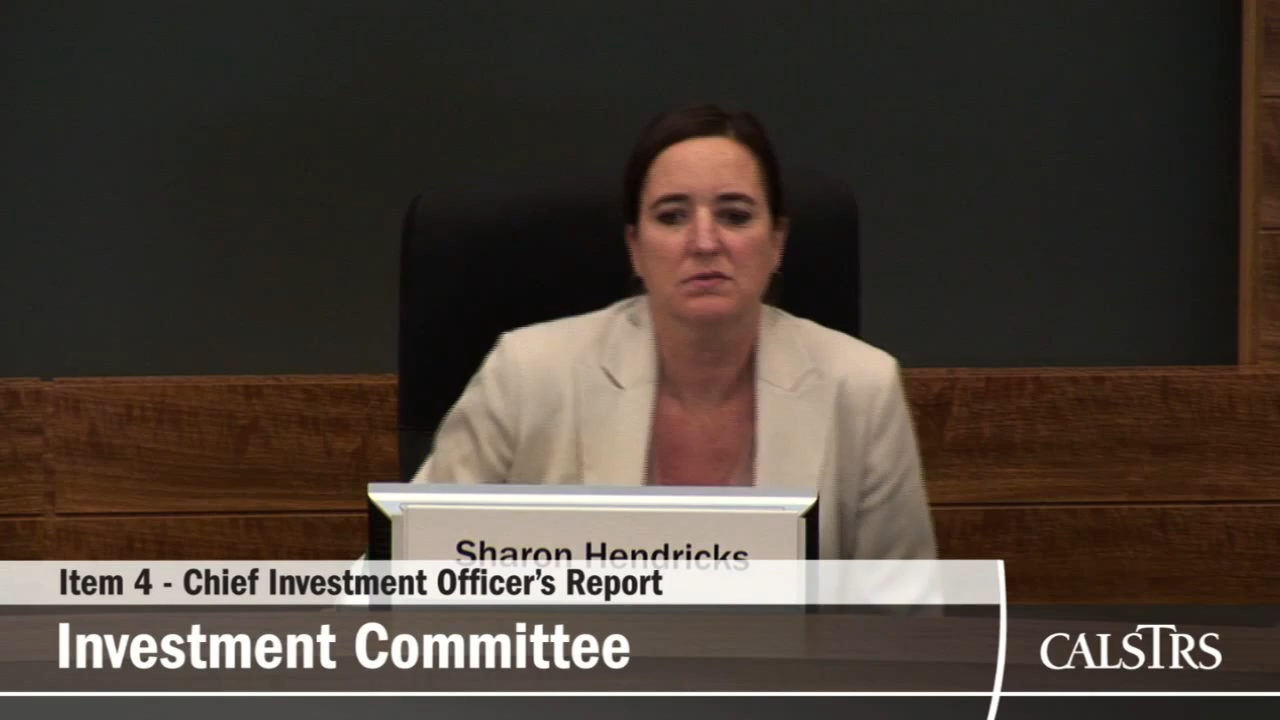 Sharon Hendricks
Item 4 - Chief Investment Officer’s Report
Investment Committee
CALSTRS